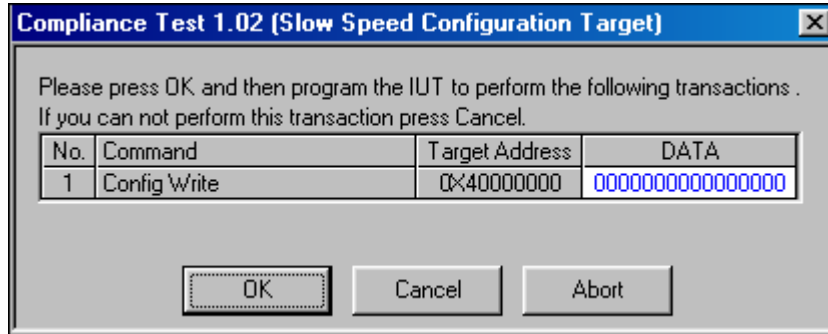 Compliance Test 1.02 (Slow Speed Configuration Target)
Please press OK and then program the IUT to perform the following transactions .
If you can not perform this transaction press Cancel.
No. Command Target Address DATA
1 Config Write 0X40000000 0000000000000000
OK Cancel Abort